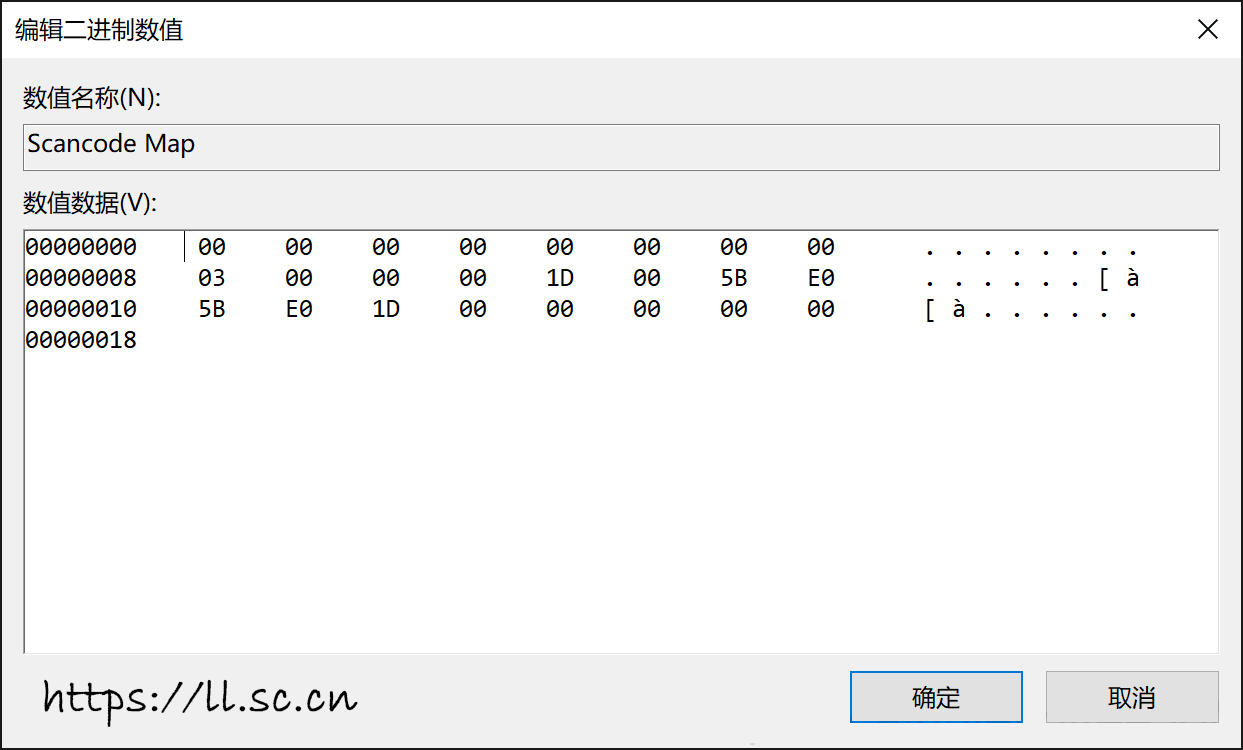 编辑二进制数值
数值名称(N):
Scancode Map
数值数据(V):
00000000 00 00 00 00 00 00 00 00 . . . . . . . .
00000008 03 00 00 00 1D 00 5B E0 . . . . . . [ à
00000010 5B E0 1D 00 00 00 00 00 [ à . . . . . .
00000018
https://ll.sc.cn
确定 取消